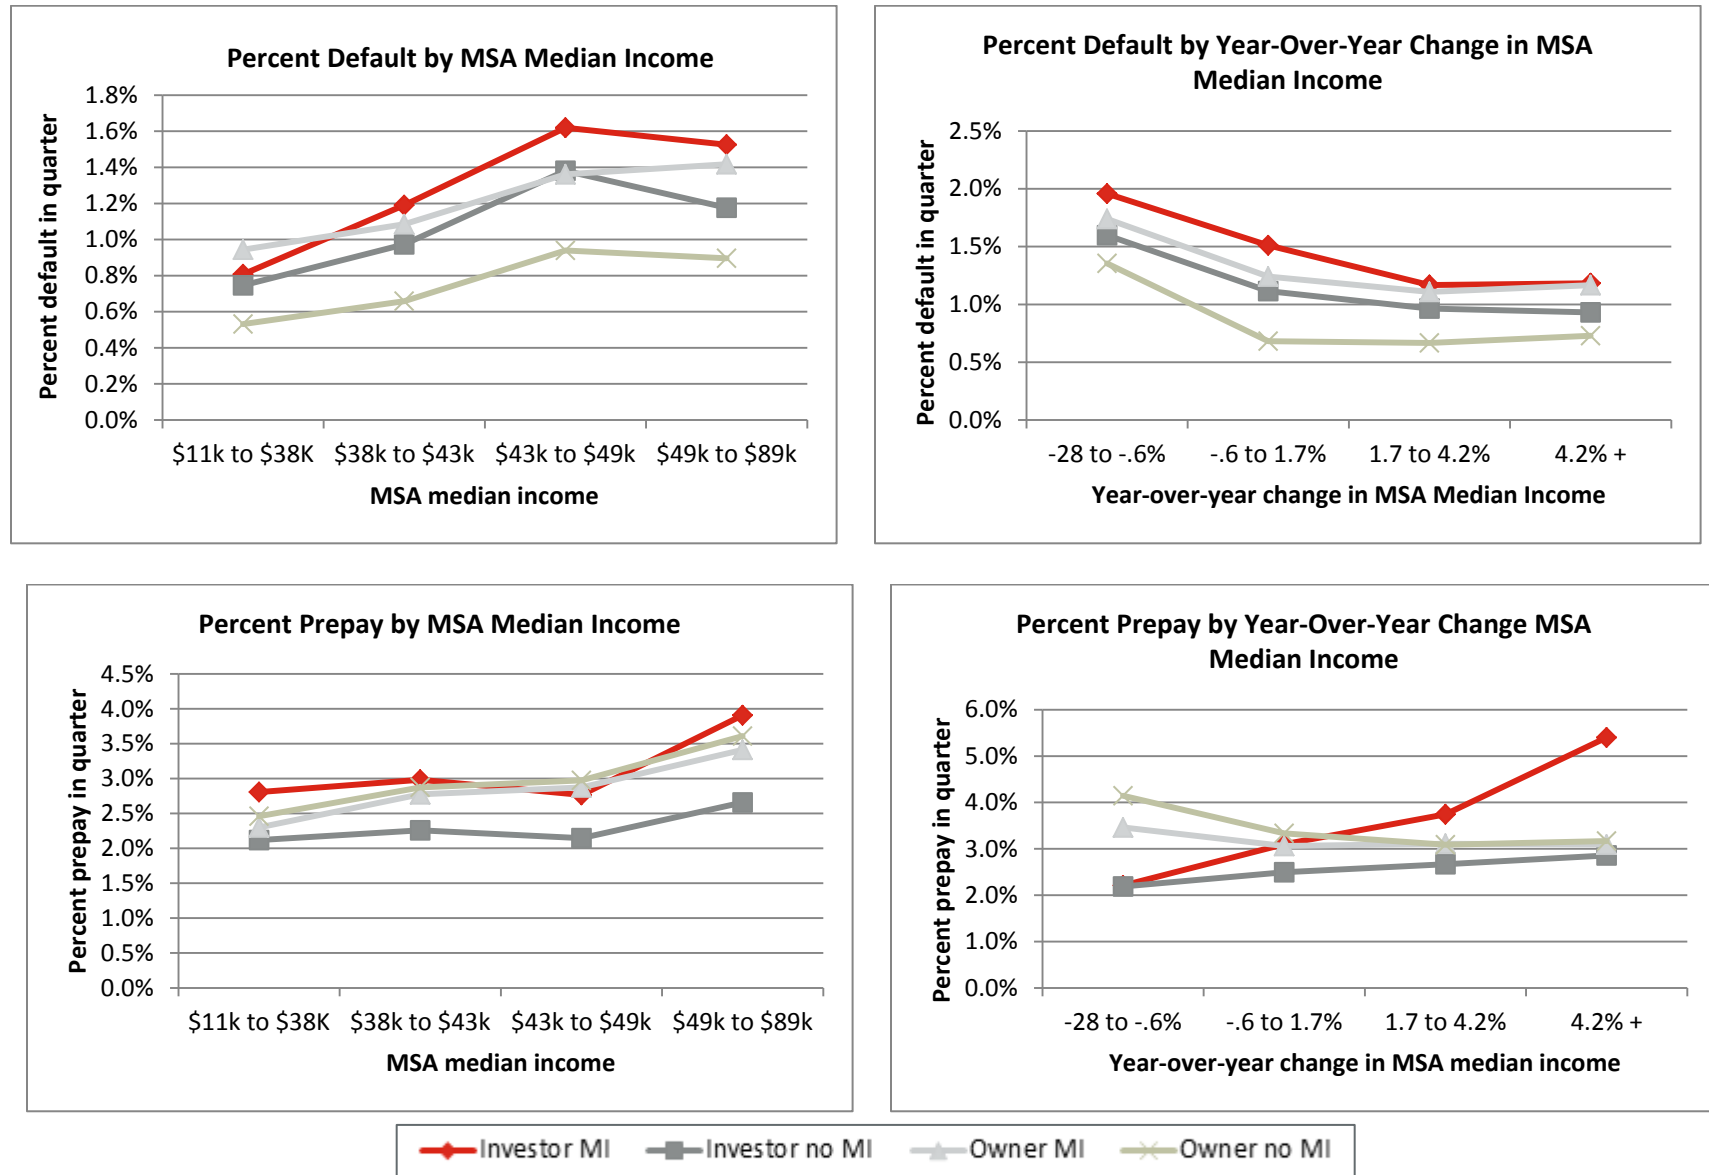 Percent Default by MSA Median Income
Percent default in quarter
1.8%
1.6%
1.4%
1.2%
1.0%
0.8%
0.6%
0.4%
0.2%
0.0%
$11k to $38K
$38k to $43k
$43k to $49k
$49k to $89k
MSA median income
Percent Default by Year-Over-Year Change in MSA
Median Income
Percent default in quarter
2.5%
2.0%
1.5%
1.0%
0.5%
0.0%
-28 to -.6%
-.6 to 1.7%
1.7 to 4.2%
4.2% +
Year-over-year change in MSA Median Income
Percent Prepay by MSA Median Income
Percent prepay in quarter
4.5%
4.0%
3.5%
3.0%
2.5%
2.0%
1.5%
1.0%
0.5%
0.0%
$11k to $38K
$38k to $43k
$43k to $49k
$49k to $89k
MSA median income
Percent Prepay by Year-Over-Year Change MSA
Median Income
Percent prepay in quarter
6.0%
5.0%
4.0%
3.0%
2.0%
1.0%
0.0%
-28 to -.6%
-.6 to 1.7%
1.7 to 4.2%
4.2% +
Year-over-year change in MSA median income
Investor MI
Investor no MI
Owner MI
Owner no MI